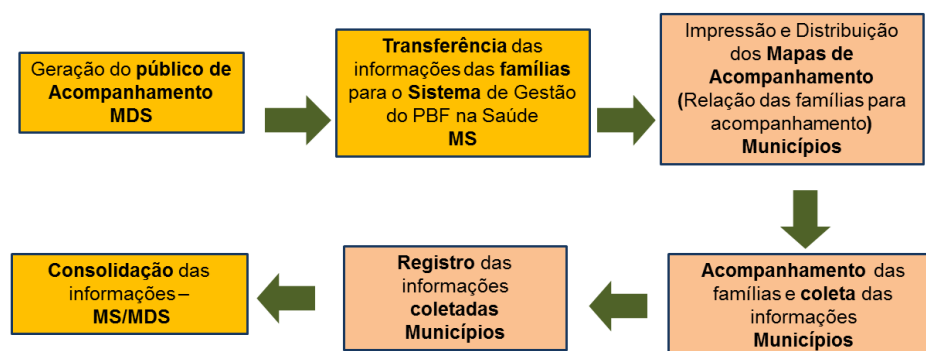 Geração do público de
Acompanhamento
MDS
Transferência das
informações das famílias
para o Sistema de Gestão
do PBF na Saúde
MS
Impressão e Distribuição
dos Mapas de
Acompanhamento
(Relação das famílias para
acompanhamento)
Municípios
Acompanhamento das
famílias e coleta das
informações
Municípios
Registro das
informações
coletadas
Municípios
Consolidação das
informações –
MS/MDS